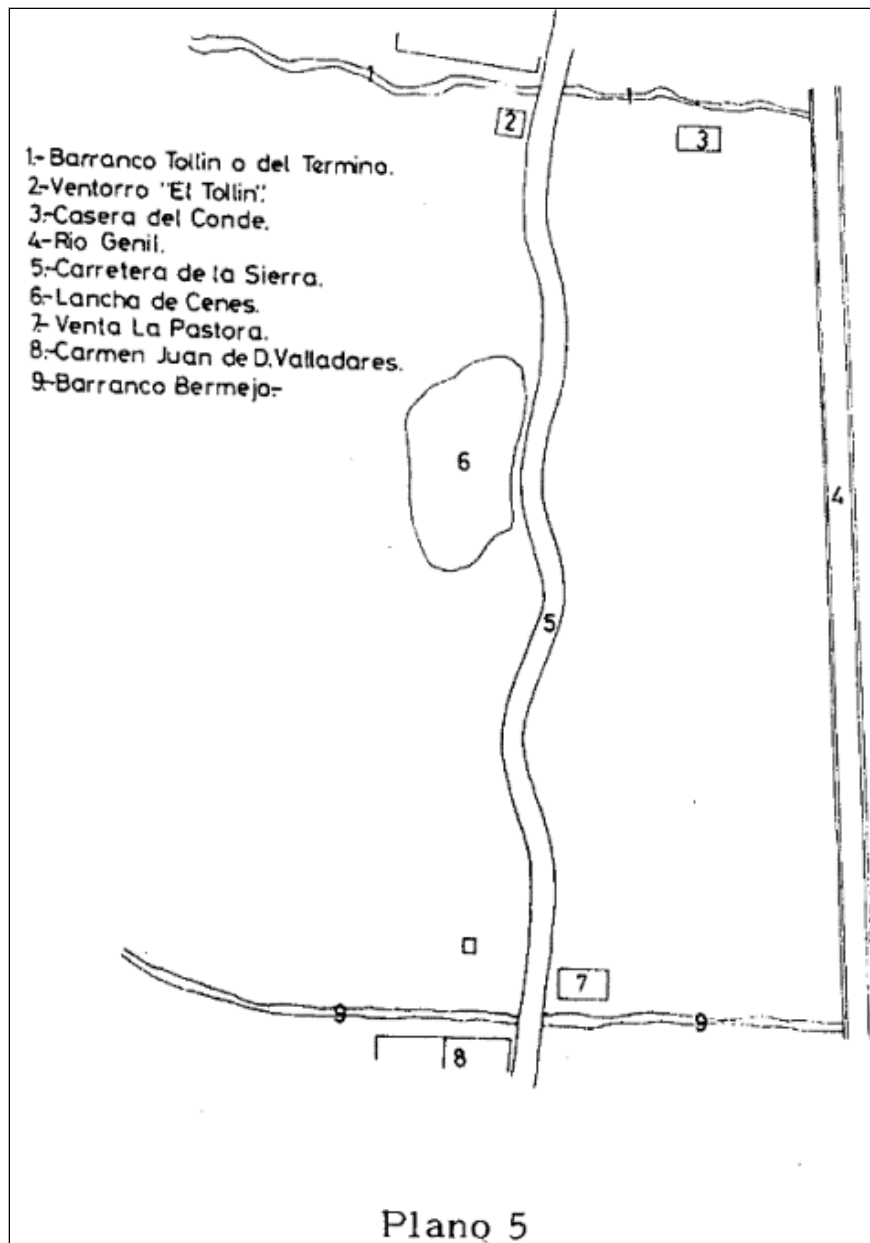 1
1
2
3
1.-Barranco Tollin o del Termino.
2-Ventorro "El Tollin".
3.-Casera del Conde.
4-Rio Genil.
5.-Carretera de la Sierra.
6.-Lancha de Cenes.
7.- Venta La Pastora.
8.-Carmen Juan de D. Valladares.
9.-Barranco Bermejo.-
6
4
5
7
9
9
8
Plano 5